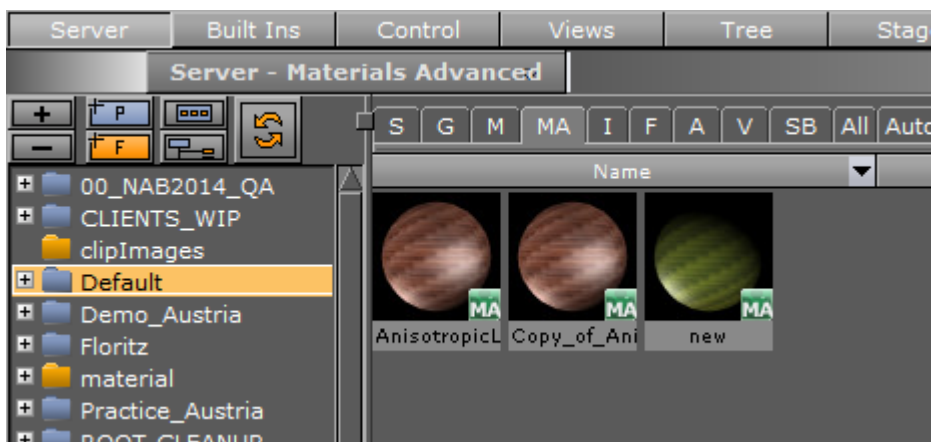 Server Built Ins Control Views Tree Stag
Server - Materials Advanced
+ P
- F
S G M MA I F A V SB All Auto
Name
00_NAB2014_QA
CLIENTS_WIP
clipImages
Default
Demo_Austria
Floritz
material
Practice_Austria
ROOT_CLEANUP
MA MA MA
AnisotropicL Copy_of_Ani new